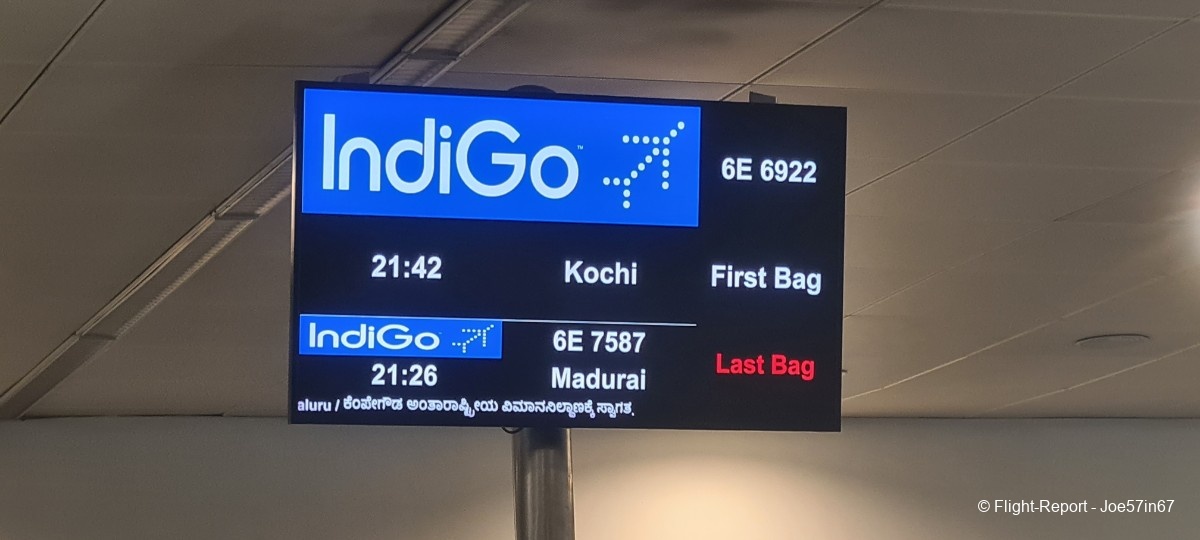 IndiGo™ 6E 6922
21:42 Kochi First Bag
IndiGo 6E 7587
21:26 Madurai Last Bag
aluru / ಕೆಂಪೇಗೌಡ ಅಂತಾರಾಷ್ಟ್ರೀಯ ವಿಮಾನನಿಲ್ದಾಣಕ್ಕೆ ಸ್ವಾಗತ.
© Flight-Report - Joe57in67